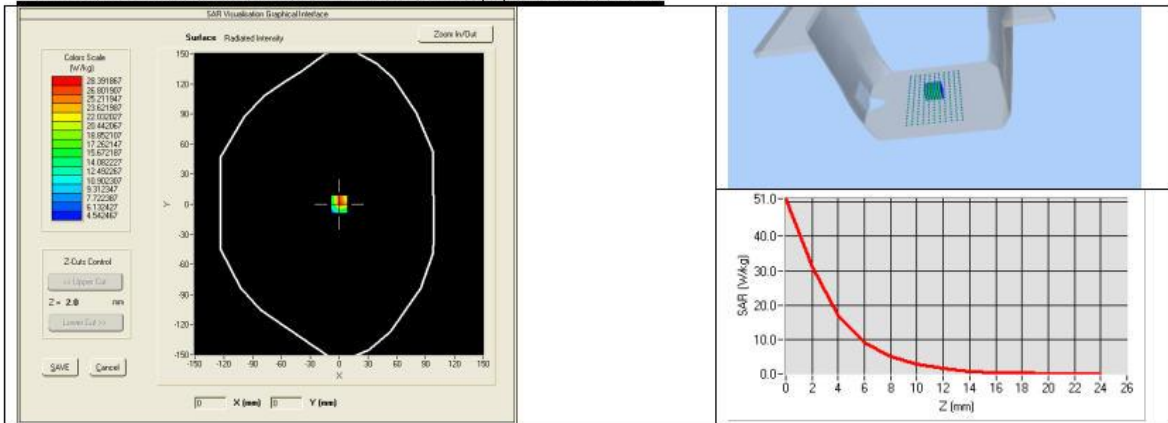 SAR Visualisation Graphical Interface
Surface Radiated Intensity
Zoom In/Out
Colors Scale
(W/kg)
28.391867
26.801907
25.211947
23.621987
22.032027
20.442067
18.852107
17.262147
15.672187
14.082227
12.492267
10.902307
9.312347
7.722387
6.132427
4.542467
150
120
90
60
30
0
-30
-60
-90
-120
-150
Y
-150 -120 -90 -60 -30 0 30 60 90 120 150
X
Z-Cuts Control
<< Upper Cut
Z = 2.0 mm
Lower Cut >>
SAVE Cancel
0 X (mm) 0 Y (mm)
51.0
40.0
30.0
20.0
10.0
0.0
SAR (W/kg)
0 2 4 6 8 10 12 14 16 18 20 22 24 26
Z (mm)